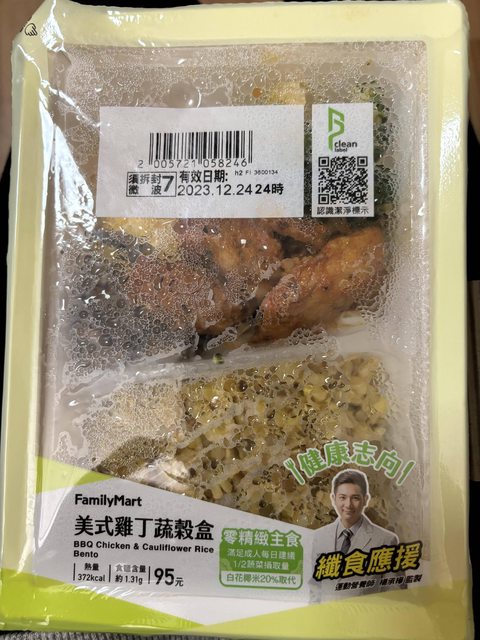 2 005721 058246
須拆封
微 波 7
有效日期: h2 FI 3600134
2023.12.24 24時
clean
label
認識潔淨標示
健康志向
FamilyMart
美式雞丁蔬穀盒
BBQ Chicken & Cauliflower Rice
Bento
熱量
372kcal
食鹽含量
約 1.31g
95元
零精緻主食
滿足成人每日建議
1/2蔬菜攝取量
白花椰米20%取代
纖食應援
運動營養師 楊承樺 監製